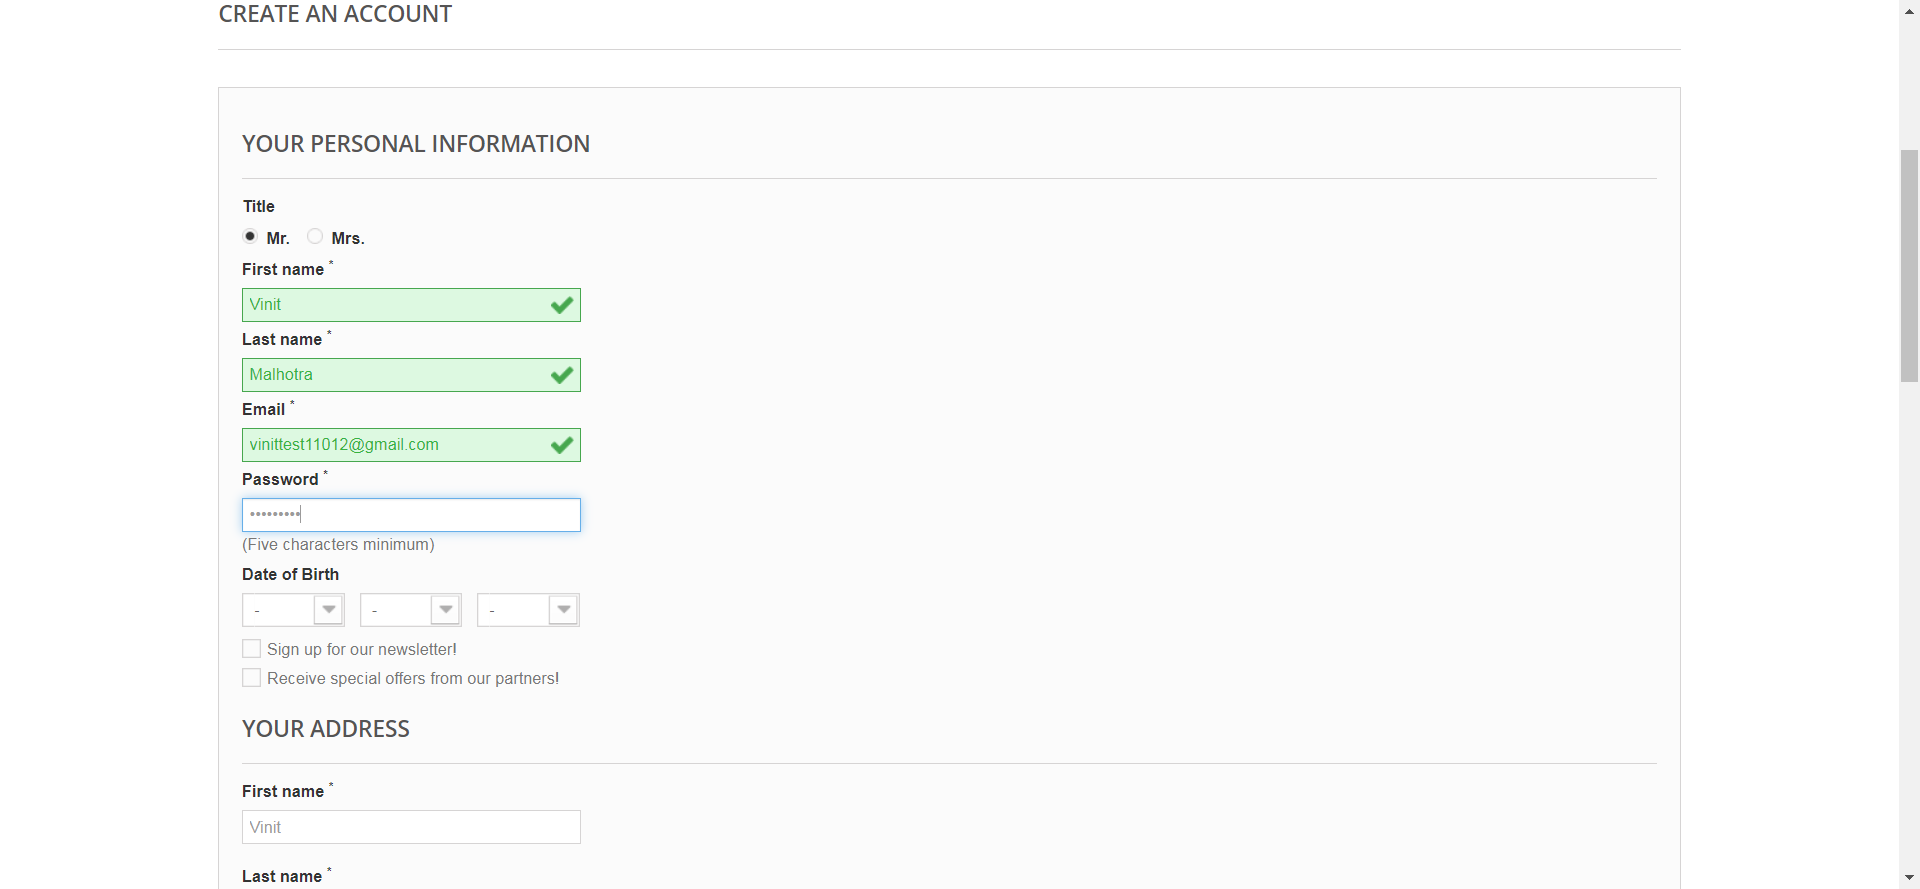 CREATE AN ACCOUNT
YOUR PERSONAL INFORMATION
Title
Mr. Mrs.
First name *
Vinit
Last name *
Malhotra
Email *
vinittest11012@gmail.com
Password *
•••••••••
(Five characters minimum)
Date of Birth
- - -
Sign up for our newsletter!
Receive special offers from our partners!
YOUR ADDRESS
First name *
Vinit
Last name *